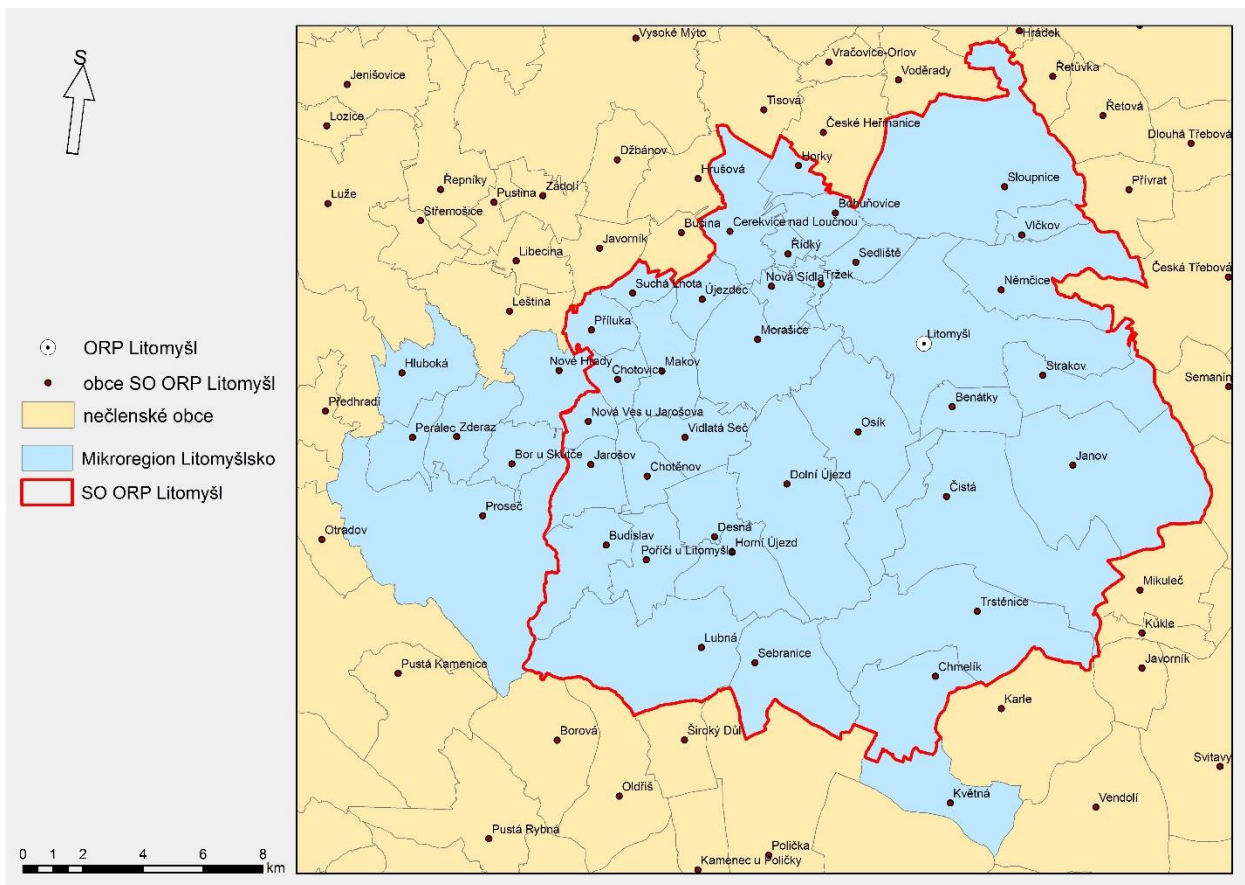 S
ORP Litomyšl
obce SO ORP Litomyšl
nečlenské obce
Mikroregion Litomyšlsko
SO ORP Litomyšl
0 1 2 4 6 8
km
Vysoké Mýto
Hrádek
Vračovice-Orlov
Jenišovice
Voděrady
Řetůvka
Tisová
Řetová
Lozice
České Heřmanice
Dlouhá Třebová
Džbánov
Horky
Hrušová
Sloupnice
Přívrat
Řepníky
Zádolí
Pustina
Luže
Bohuňovice
Střemošice
Bučina
Cerekvice nad Loučnou
Vlčkov
Javorník
Řídký
Libecina
Sedliště
Česká Třebová
Nová Sídla
Tržek
Němčice
Suchá Lhota
Újezdec
Leština
Příluka
Morašice
Litomyšl
Nové Hrady
Hluboká
Makov
Chotovice
Strakov
Semanín
Předhradí
Benátky
Nová Ves u Jarošova
Perálec
Zderaz
Vidlatá Seč
Osík
Bor u Skutče
Jarošov
Janov
Chotěnov
Dolní Újezd
Čistá
Proseč
Otradov
Desná
Budislav
Horní Újezd
Poříčí u Litomyšle
Mikuleč
Trstěnice
Kukle
Lubná
Sebranice
Javorník
Pustá Kamenice
Chmelík
Karle
Borová
Široký Důl
Svitavy
Oldřiš
Květná
Vendolí
Pustá Rybná
Polička
Kamenec u Poličky